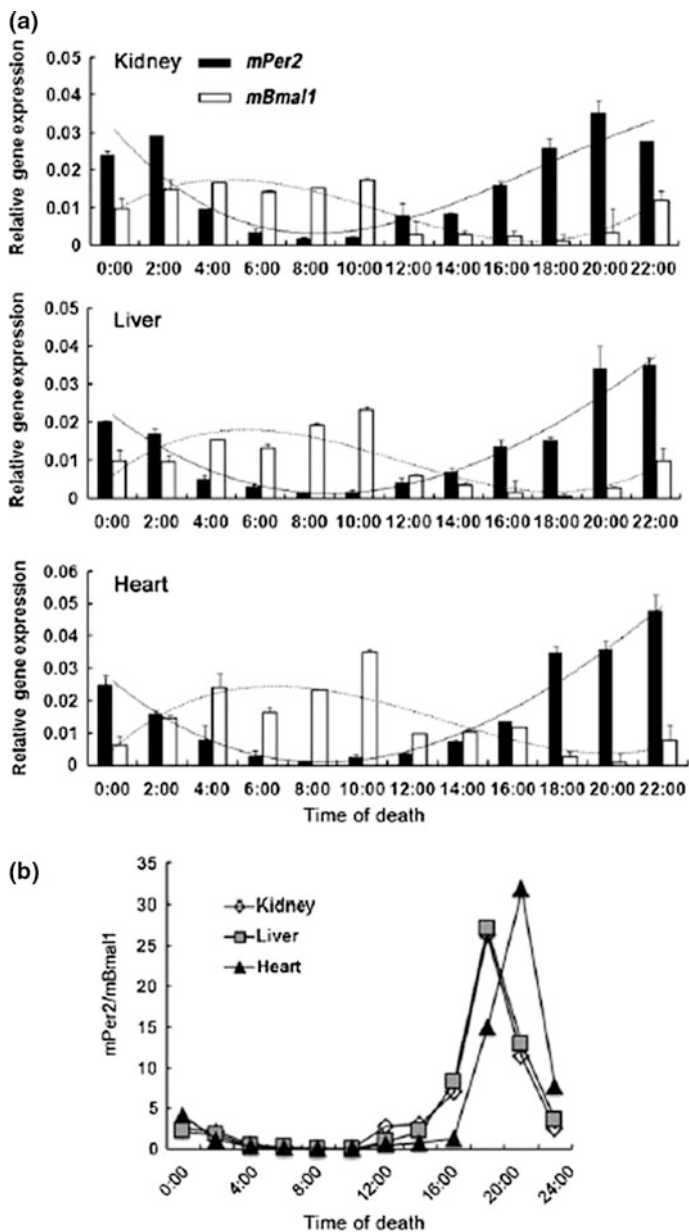 (a)
Kidney
mPer2
mBmal1
Relative gene expression
0.05
0.04
0.03
0.02
0.01
0
0:00 2:00 4:00 6:00 8:00 10:00 12:00 14:00 16:00 18:00 20:00 22:00
Liver
Relative gene expression
0.05
0.04
0.03
0.02
0.01
0
0:00 2:00 4:00 6:00 8:00 10:00 12:00 14:00 16:00 18:00 20:00 22:00
Heart
Relative gene expression
0.06
0.05
0.04
0.03
0.02
0.01
0
0:00 2:00 4:00 6:00 8:00 10:00 12:00 14:00 16:00 18:00 20:00 22:00
Time of death
(b)
mPer2/mBmal1
35
30
25
20
15
10
5
0
Kidney
Liver
Heart
0:00 4:00 8:00 12:00 16:00 20:00 24:00
Time of death